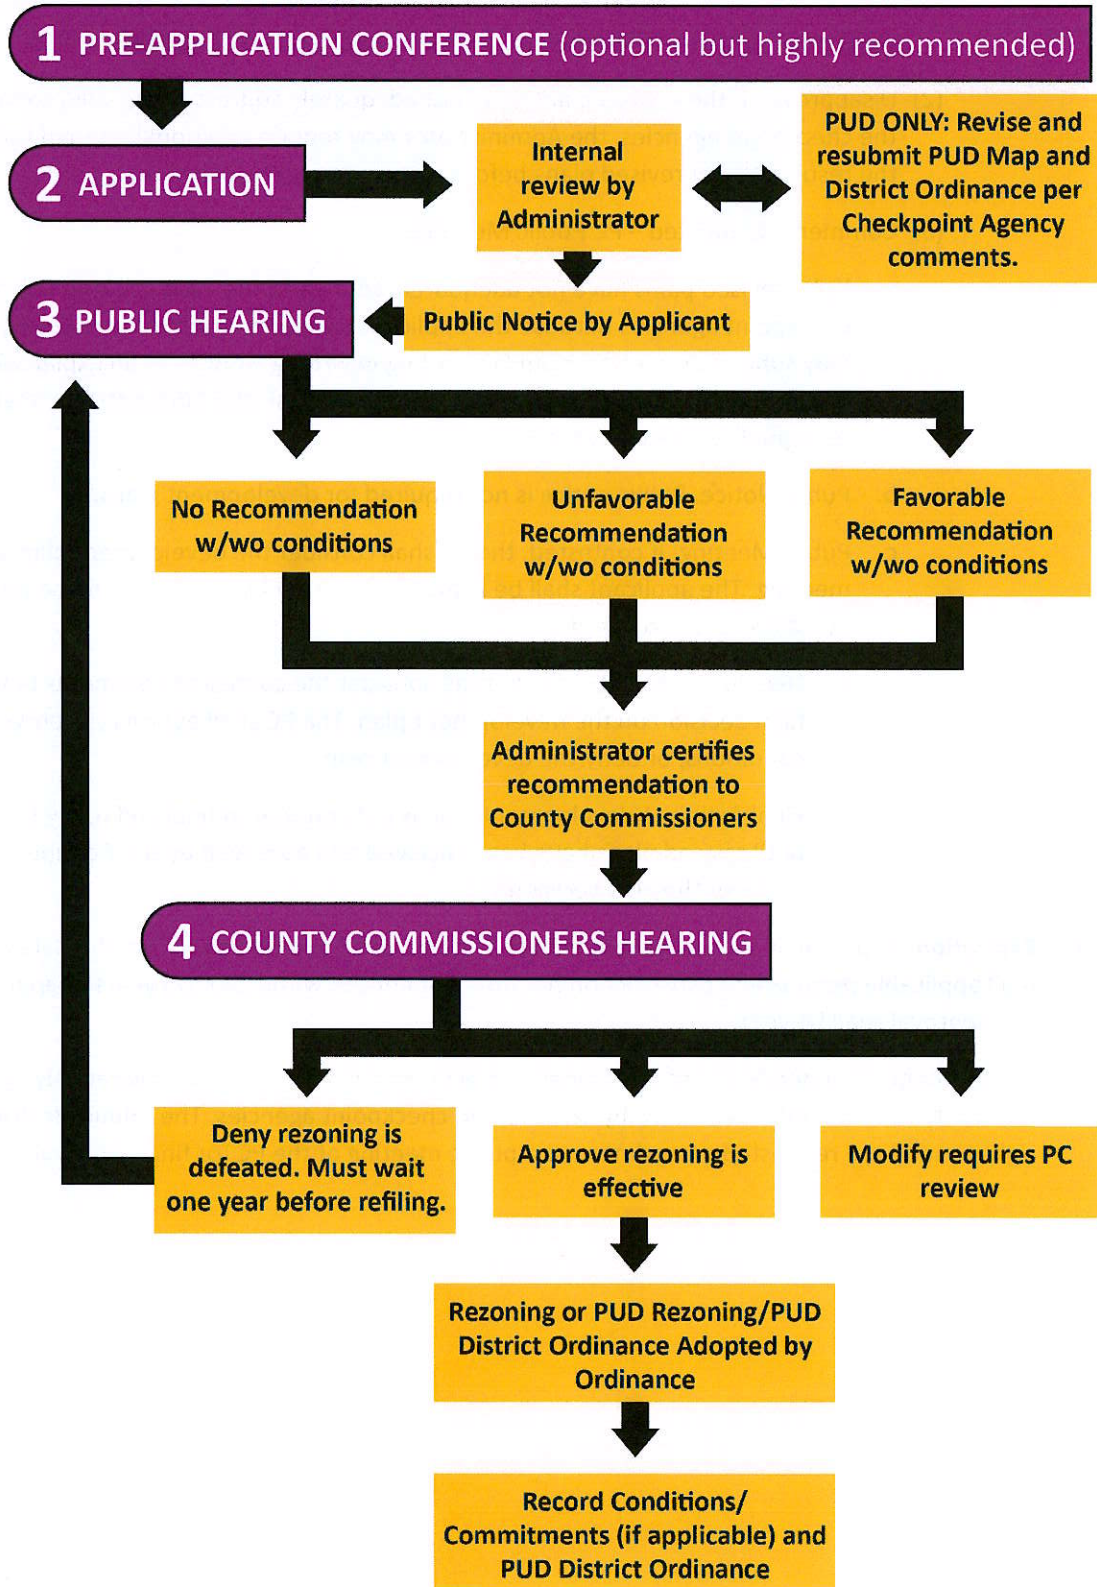 1 PRE-APPLICATION CONFERENCE (optional but highly recommended)
2 APPLICATION
Internal
review by
Administrator
PUD ONLY: Revise and
resubmit PUD Map and
District Ordinance per
Checkpoint Agency
comments.
3 PUBLIC HEARING
Public Notice by Applicant
No Recommendation
w/wo conditions
Unfavorable
Recommendation
w/wo conditions
Favorable
Recommendation
w/wo conditions
Administrator certifies
recommendation to
County Commissioners
4 COUNTY COMMISSIONERS HEARING
Deny rezoning is
defeated. Must wait
one year before refiling.
Approve rezoning is
effective
Modify requires PC
review
Rezoning or PUD Rezoning/PUD
District Ordinance Adopted by
Ordinance
Record Conditions/
Commitments (if applicable) and
PUD District Ordinance